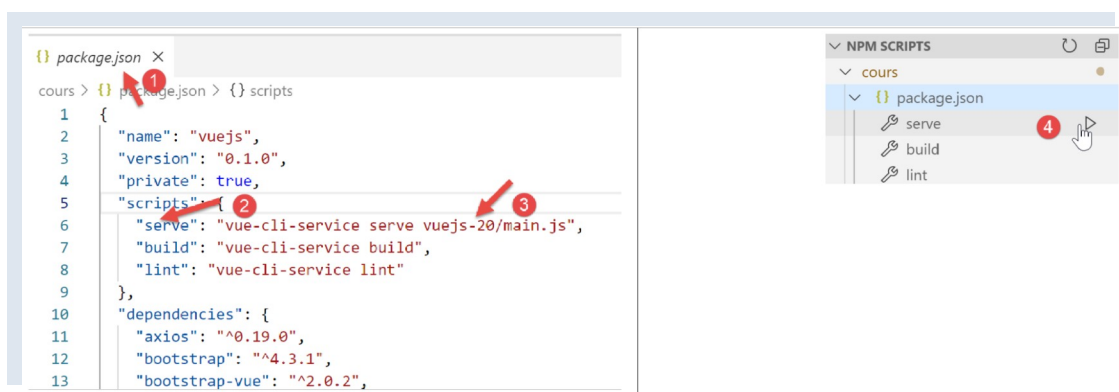 {} package.json ×
1
cours > {} package.json > {} scripts
1 {
2 "name": "vuejs",
3 "version": "0.1.0",
4 "private": true,
5 "scripts": {
2
6 "serve": "vue-cli-service serve vuejs-20/main.js",
3
7 "build": "vue-cli-service build",
8 "lint": "vue-cli-service lint"
9 },
10 "dependencies": {
11 "axios": "^0.19.0",
12 "bootstrap": "^4.3.1",
13 "bootstrap-vue": "^2.0.2",
NPM SCRIPTS
cours
{} package.json
serve
4
build
lint